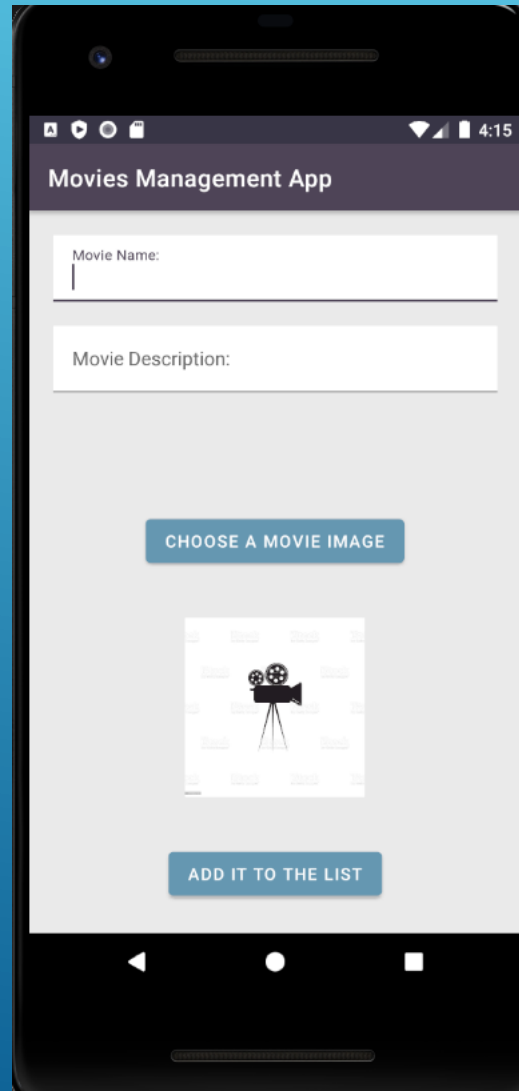 4:15
Movies Management App
Movie Name:
Movie Description:
CHOOSE A MOVIE IMAGE
ADD IT TO THE LIST